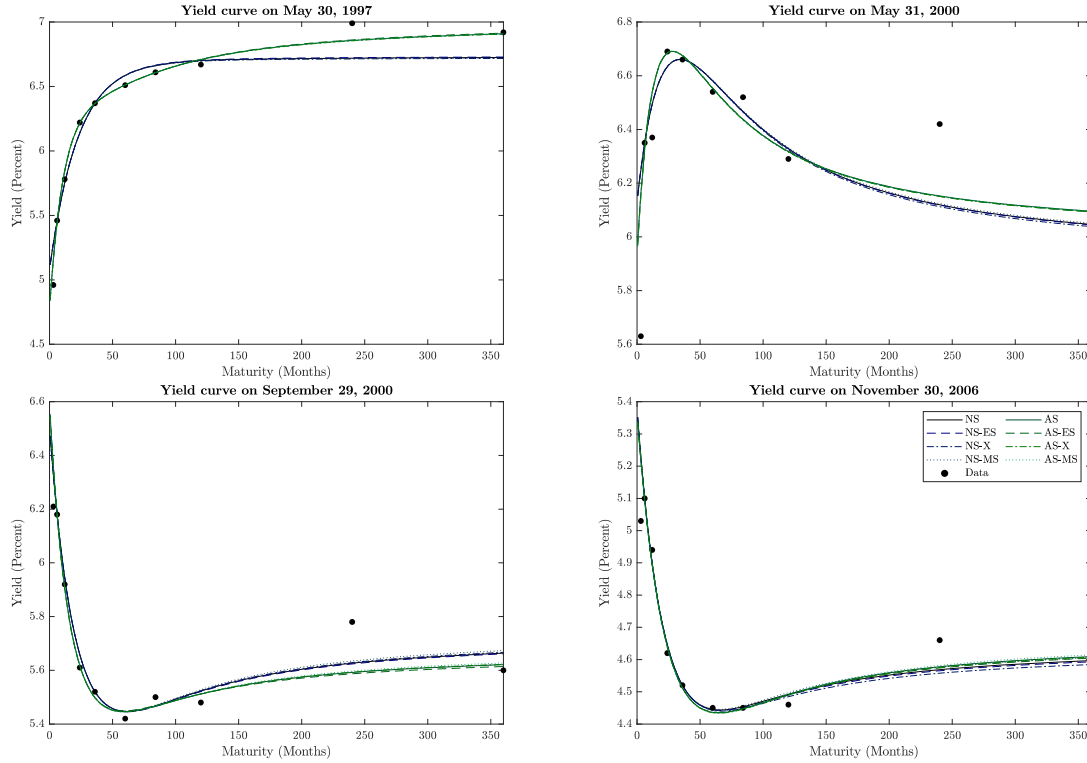 Yield curve on May 30, 1997
7
6.5
6
5.5
5
4.5
Yield (Percent)
0 50 100 150 200 250 300 350
Maturity (Months)
Yield curve on May 31, 2000
6.8
6.6
6.4
6.2
6
5.8
5.6
Yield (Percent)
0 50 100 150 200 250 300 350
Maturity (Months)
Yield curve on September 29, 2000
6.6
6.4
6.2
6
5.8
5.6
5.4
Yield (Percent)
0 50 100 150 200 250 300 350
Maturity (Months)
Yield curve on November 30, 2006
5.4
5.3
5.2
5.1
5
4.9
4.8
4.7
4.6
4.5
4.4
Yield (Percent)
0 50 100 150 200 250 300 350
Maturity (Months)
NS AS
NS-ES AS-ES
NS-X AS-X
NS-MS AS-MS
Data